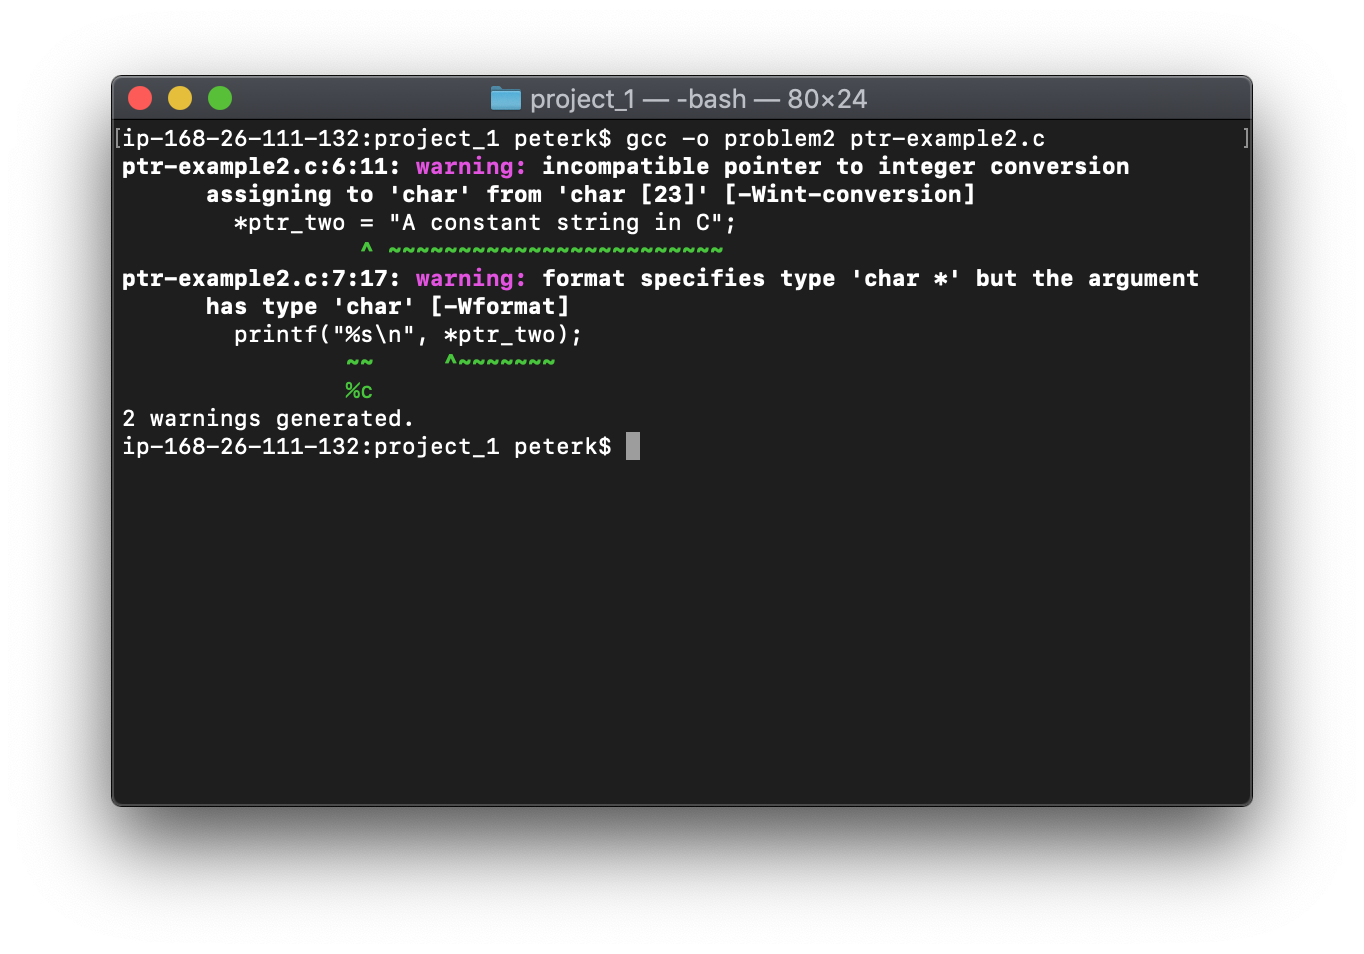 project_1 — -bash — 80×24
[ip-168-26-111-132:project_1 peterk$ gcc -o problem2 ptr-example2.c ]
ptr-example2.c:6:11: warning: incompatible pointer to integer conversion
      assigning to 'char' from 'char [23]' [-Wint-conversion]
        *ptr_two = "A constant string in C";
                 ^ ~~~~~~~~~~~~~~~~~~~~~~~~
ptr-example2.c:7:17: warning: format specifies type 'char *' but the argument
      has type 'char' [-Wformat]
        printf("%s\n", *ptr_two);
                ~~     ^~~~~~~~
                %c
2 warnings generated.
ip-168-26-111-132:project_1 peterk$